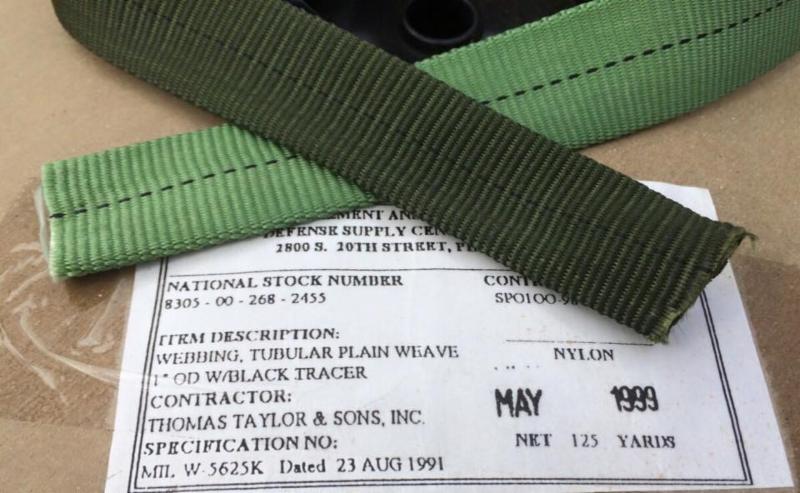 DEFENSE SUPPLY
2800 S. 20TH STREET,
NATIONAL STOCK NUMBER
8305 - 00 - 268 - 2455
SPO1OO-
ITEM DESCRIPTION:
WEBBING, TUBULAR PLAIN WEAVE NYLON
1" OD W/BLACK TRACER
CONTRACTOR: MAY 1999
THOMAS TAYLOR & SONS, INC.
SPECIFICATION NO: NET 125 YARDS
MIL W-5625K Dated 23 AUG 1991